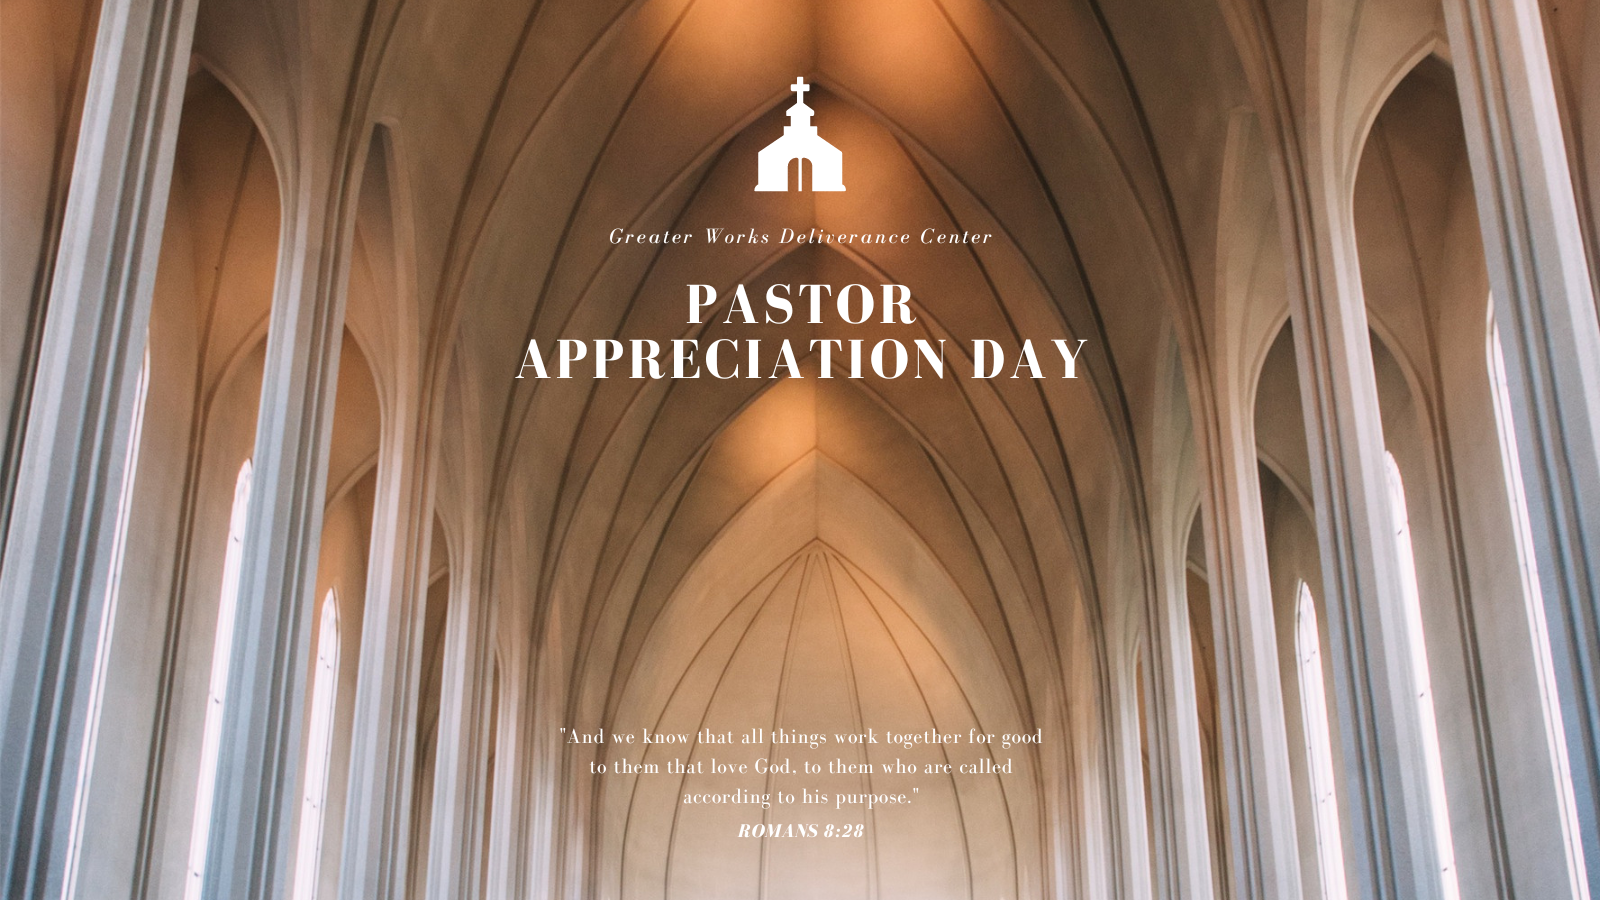 Greater Works Deliverance Center
PASTOR
APPRECIATION DAY
"And we know that all things work together for good
to them that love God, to them who are called
according to his purpose."
ROMANS 8:28